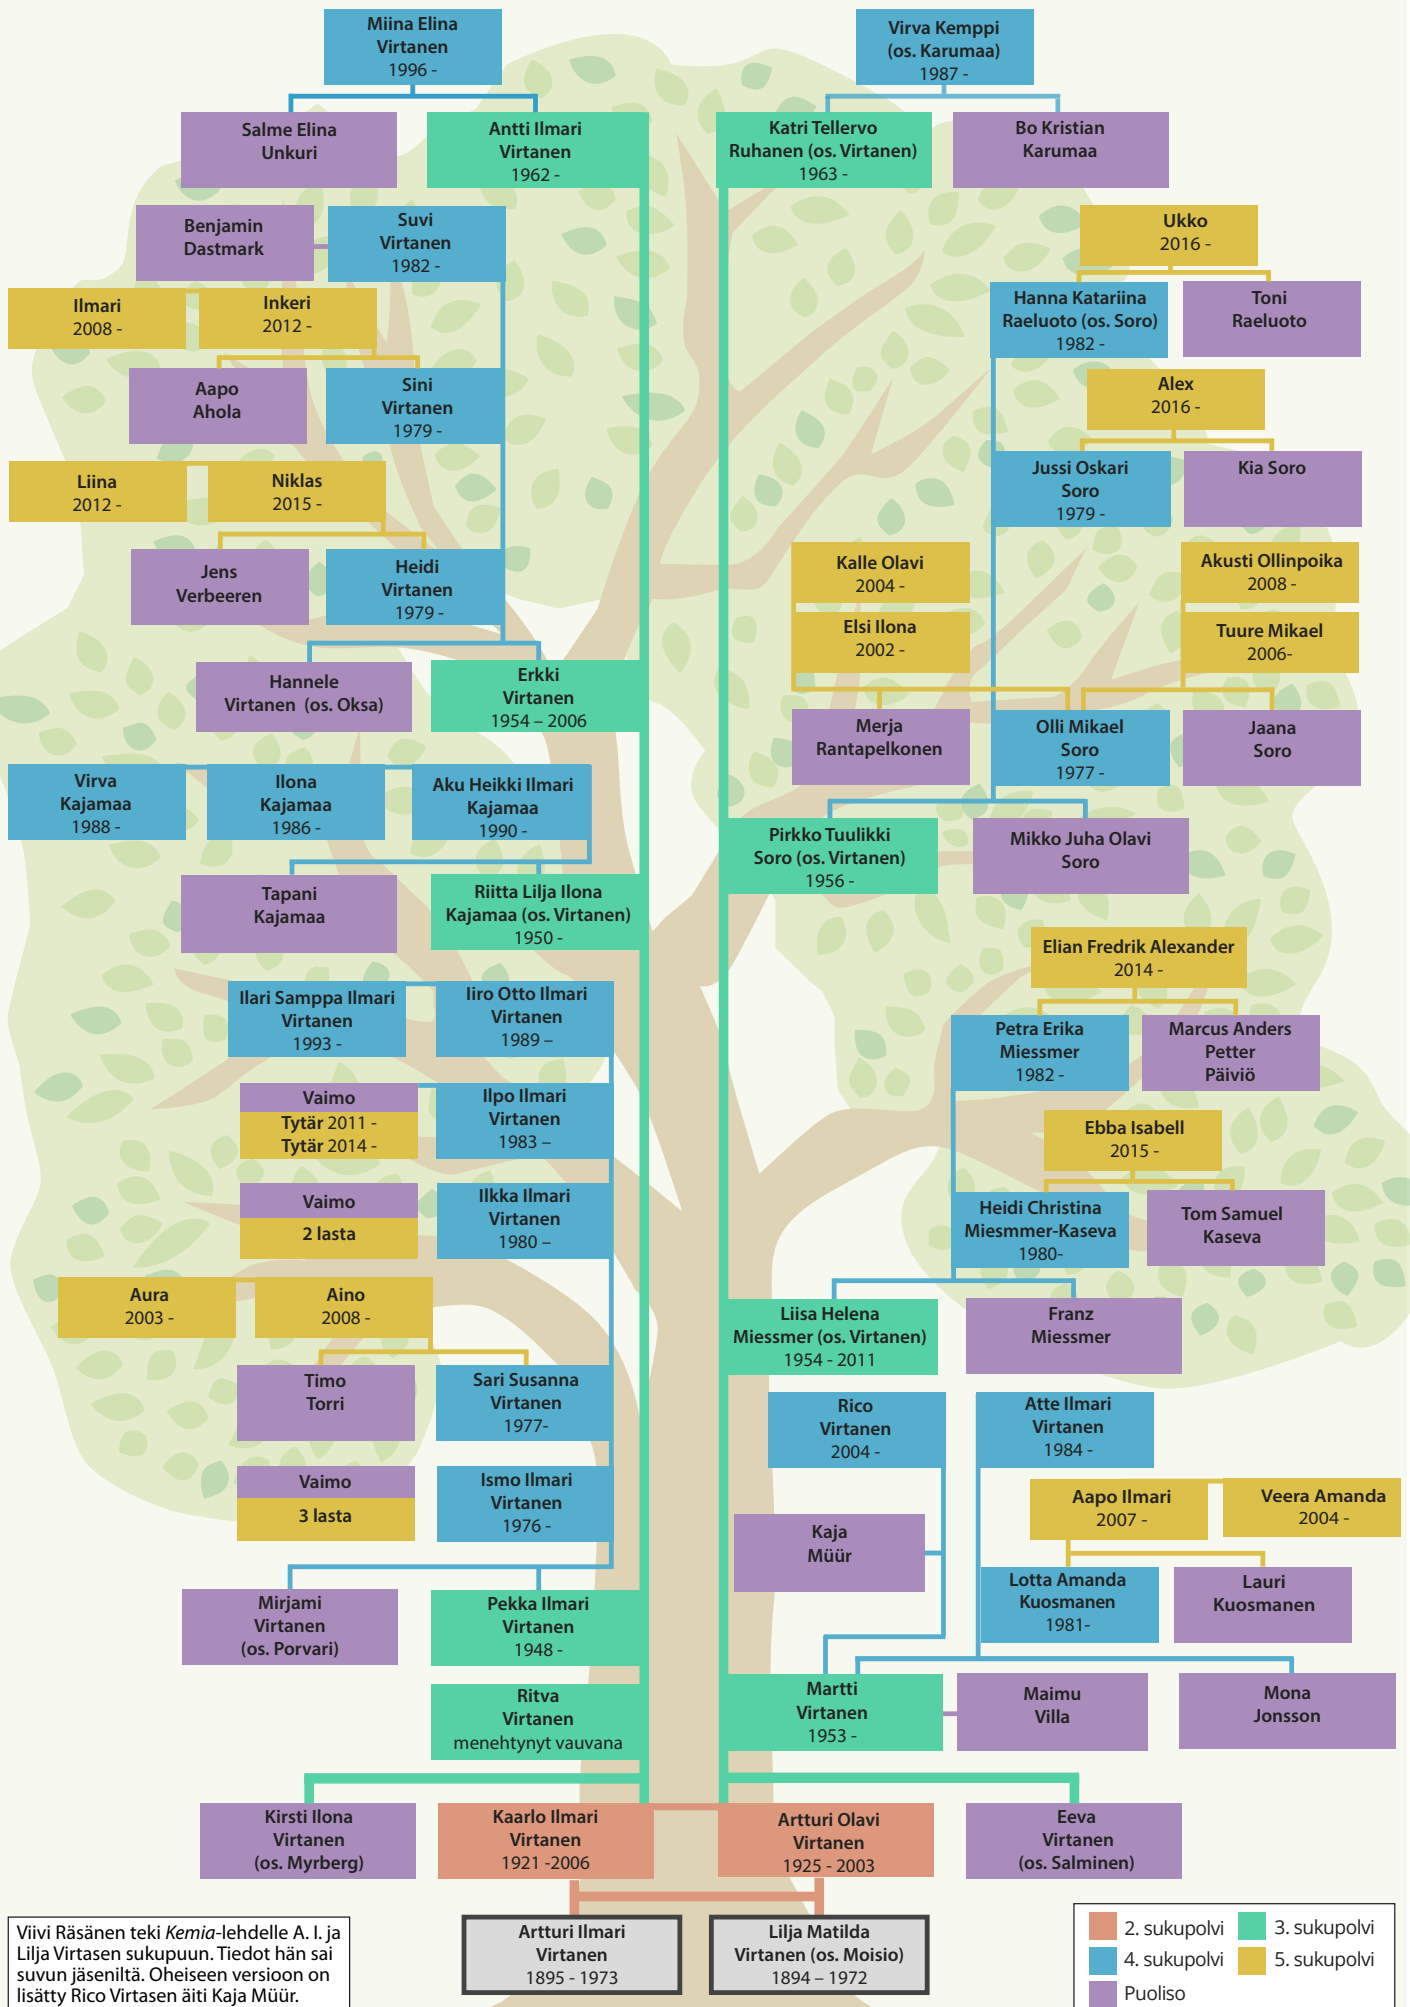 Miina Elina
Virtanen
1996 -
Virva Kemppi
(os. Karumaa)
1987 -
Salme Elina
Unkuri
Antti Ilmari
Virtanen
1962 -
Katri Tellervo
Ruhanen (os. Virtanen)
1963 -
Bo Kristian
Karumaa
Benjamin
Dastmark
Suvi
Virtanen
1982 -
Ukko
2016 -
Ilmari
2008 -
Inkeri
2012 -
Hanna Katariina
Raeluoto (os. Soro)
1982 -
Toni
Raeluoto
Aapo
Ahola
Sini
Virtanen
1979 -
Alex
2016 -
Liina
2012 -
Niklas
2015 -
Jussi Oskari
Soro
1979 -
Kia Soro
Jens
Verbeeren
Heidi
Virtanen
1979 -
Kalle Olavi
2004 -
Akusti Ollinpoika
2008 -
Elsi Ilona
2002 -
Tuure Mikael
2006-
Hannele
Virtanen (os. Oksa)
Erkki
Virtanen
1954 – 2006
Merja
Rantapelkonen
Olli Mikael
Soro
1977 -
Jaana
Soro
Virva
Kajamaa
1988 -
Ilona
Kajamaa
1986 -
Aku Heikki Ilmari
Kajamaa
1990 -
Pirkko Tuulikki
Soro (os. Virtanen)
1956 -
Mikko Juha Olavi
Soro
Tapani
Kajamaa
Riitta Lilja Ilona
Kajamaa (os. Virtanen)
1950 -
Elian Fredrik Alexander
2014 -
Ilari Samppa Ilmari
Virtanen
1993 -
Iiro Otto Ilmari
Virtanen
1989 –
Petra Erika
Miessmer
1982 -
Marcus Anders
Petter
Päiviö
Vaimo
Tytär 2011 -
Tytär 2014 -
Ilpo Ilmari
Virtanen
1983 –
Ebba Isabell
2015 -
Vaimo
2 lasta
Ilkka Ilmari
Virtanen
1980 –
Heidi Christina
Miesmmer-Kaseva
1980-
Tom Samuel
Kaseva
Aura
2003 -
Aino
2008 -
Liisa Helena
Miessmer (os. Virtanen)
1954 - 2011
Franz
Miessmer
Timo
Torri
Sari Susanna
Virtanen
1977-
Rico
Virtanen
2004 -
Atte Ilmari
Virtanen
1984 -
Vaimo
3 lasta
Ismo Ilmari
Virtanen
1976 -
Aapo Ilmari
2007 -
Veera Amanda
2004 -
Kaja
Müür
Lotta Amanda
Kuosmanen
1981-
Lauri
Kuosmanen
Mirjami
Virtanen
(os. Porvari)
Pekka Ilmari
Virtanen
1948 -
Ritva
Virtanen
menehtynyt vauvana
Martti
Virtanen
1953 -
Maimu
Villa
Mona
Jonsson
Kirsti Ilona
Virtanen
(os. Myrberg)
Kaarlo Ilmari
Virtanen
1921 -2006
Artturi Olavi
Virtanen
1925 - 2003
Eeva
Virtanen
(os. Salminen)
Artturi Ilmari
Virtanen
1895 - 1973
Lilja Matilda
Virtanen (os. Moisio)
1894 – 1972
Viivi Räsänen teki Kemia-lehdelle A. I. ja
Lilja Virtasen sukupuun. Tiedot hän sai
suvun jäseniltä. Oheiseen versioon on
lisätty Rico Virtasen äiti Kaja Müür.
2. sukupolvi
3. sukupolvi
4. sukupolvi
5. sukupolvi
Puoliso